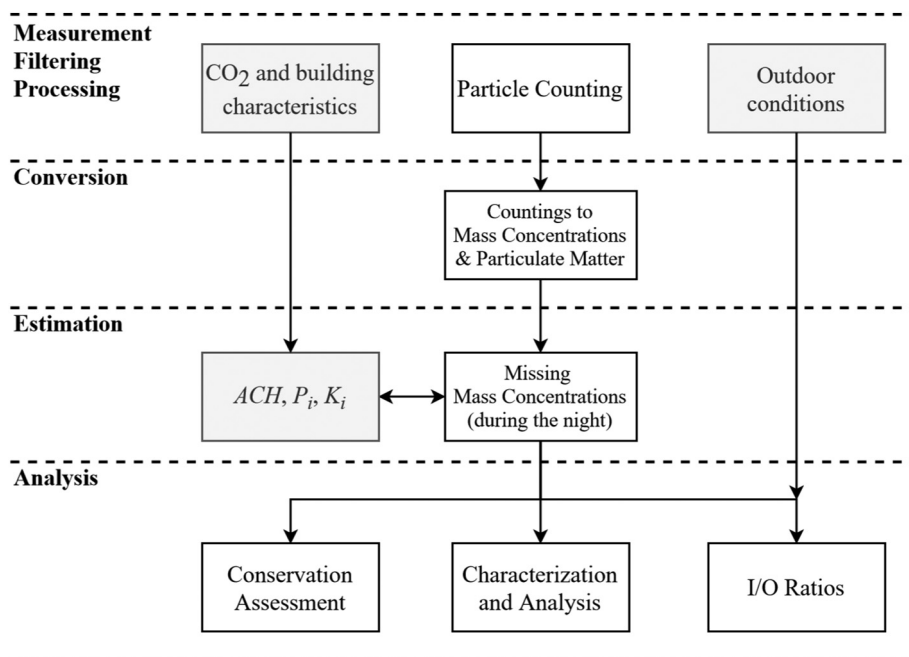 Measurement
Filtering
Processing
CO2 and building
characteristics
Particle Counting
Outdoor
conditions
Conversion
Countings to
Mass Concentrations
& Particulate Matter
Estimation
ACH, Pi, Ki
Missing
Mass Concentrations
(during the night)
Analysis
Conservation
Assessment
Characterization
and Analysis
I/O Ratios